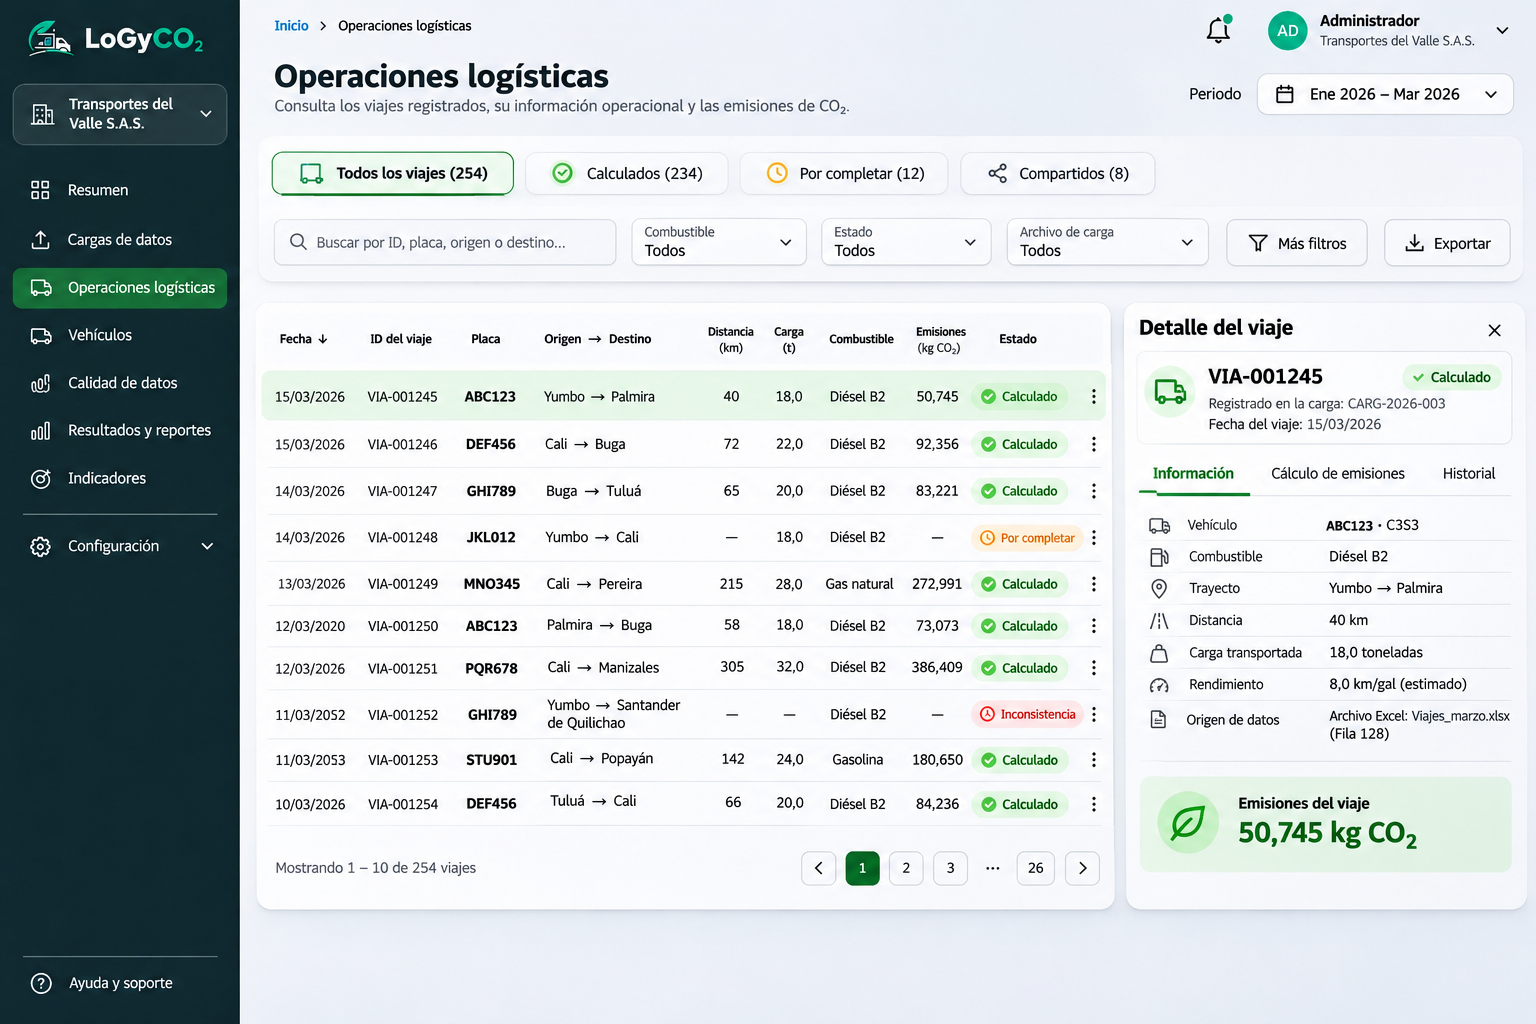 LoGyCO₂
Transportes del
Valle S.A.S.
Resumen
Cargas de datos
Operaciones logísticas
Vehículos
Calidad de datos
Resultados y reportes
Indicadores
Configuración
Ayuda y soporte
Inicio > Operaciones logísticas
AD
Administrador
Transportes del Valle S.A.S.
Operaciones logísticas
Consulta los viajes registrados, su información operacional y las emisiones de CO₂.
Periodo
Ene 2026 – Mar 2026
Todos los viajes (254)
Calculados (234)
Por completar (12)
Compartidos (8)
Buscar por ID, placa, origen o destino...
Combustible
Todos
Estado
Todos
Archivo de carga
Todos
Más filtros
Exportar
Fecha ↓ ID del viaje Placa Origen → Destino Distancia (km) Carga (t) Combustible Emisiones (kg CO₂) Estado
15/03/2026 VIA-001245 ABC123 Yumbo → Palmira 40 18,0 Diésel B2 50,745 Calculado
15/03/2026 VIA-001246 DEF456 Cali → Buga 72 22,0 Diésel B2 92,356 Calculado
14/03/2026 VIA-001247 GHI789 Buga → Tuluá 65 20,0 Diésel B2 83,221 Calculado
14/03/2026 VIA-001248 JKL012 Yumbo → Cali — 18,0 Diésel B2 — Por completar
13/03/2026 VIA-001249 MNO345 Cali → Pereira 215 28,0 Gas natural 272,991 Calculado
12/03/2020 VIA-001250 ABC123 Palmira → Buga 58 18,0 Diésel B2 73,073 Calculado
12/03/2026 VIA-001251 PQR678 Cali → Manizales 305 32,0 Diésel B2 386,409 Calculado
11/03/2052 VIA-001252 GHI789 Yumbo → Santander de Quilichao — — Diésel B2 — Inconsistencia
11/03/2053 VIA-001253 STU901 Cali → Popayán 142 24,0 Gasolina 180,650 Calculado
10/03/2026 VIA-001254 DEF456 Tuluá → Cali 66 20,0 Diésel B2 84,236 Calculado
Mostrando 1 – 10 de 254 viajes
1 2 3 ... 26
Detalle del viaje
VIA-001245
Calculado
Registrado en la carga: CARG-2026-003
Fecha del viaje: 15/03/2026
Información
Cálculo de emisiones
Historial
Vehículo ABC123 • C3S3
Combustible Diésel B2
Trayecto Yumbo → Palmira
Distancia 40 km
Carga transportada 18,0 toneladas
Rendimiento 8,0 km/gal (estimado)
Origen de datos Archivo Excel: Viajes_marzo.xlsx
(Fila 128)
Emisiones del viaje
50,745 kg CO₂